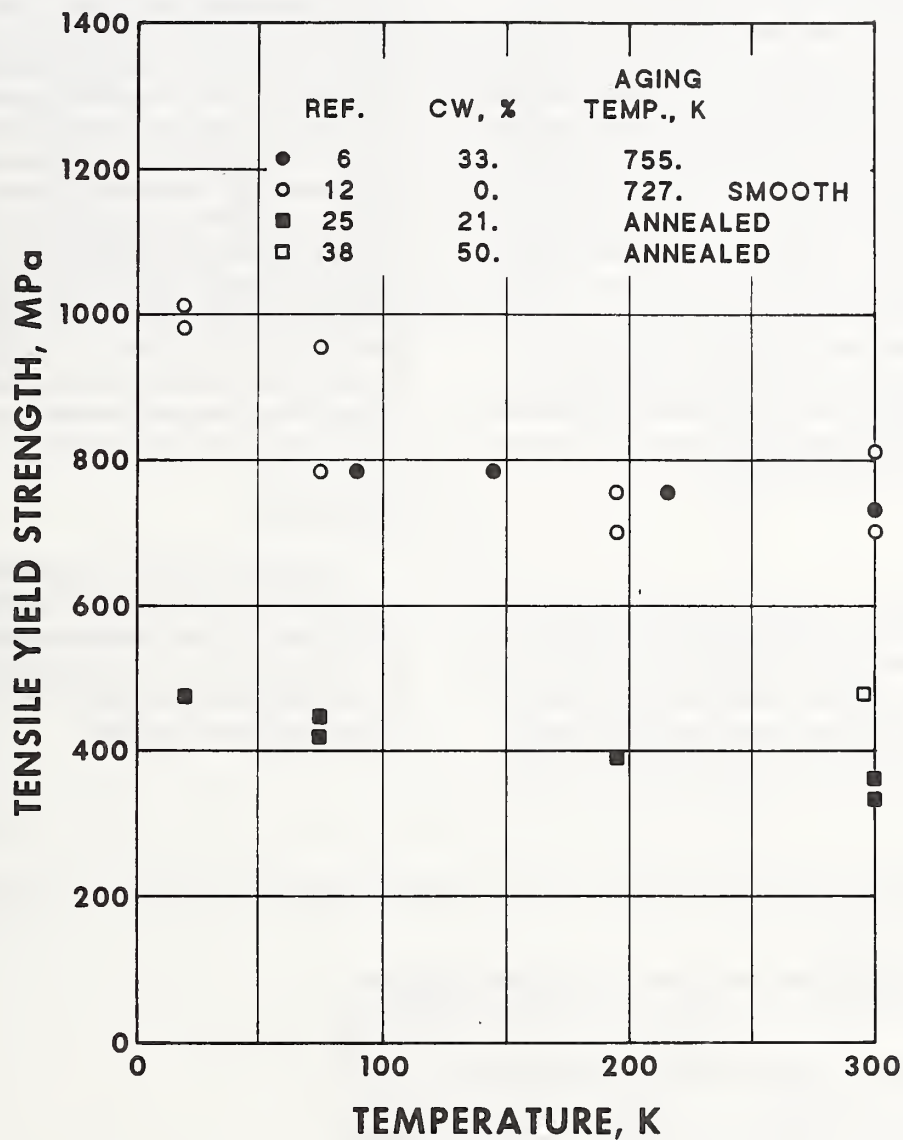 1400
1200
1000
800
600
400
200
0
TENSILE YIELD STRENGTH, MPa
AGING
REF. CW, % TEMP., K
6 33. 755.
12 0. 727. SMOOTH
25 21. ANNEALED
38 50. ANNEALED
0 100 200 300
TEMPERATURE, K